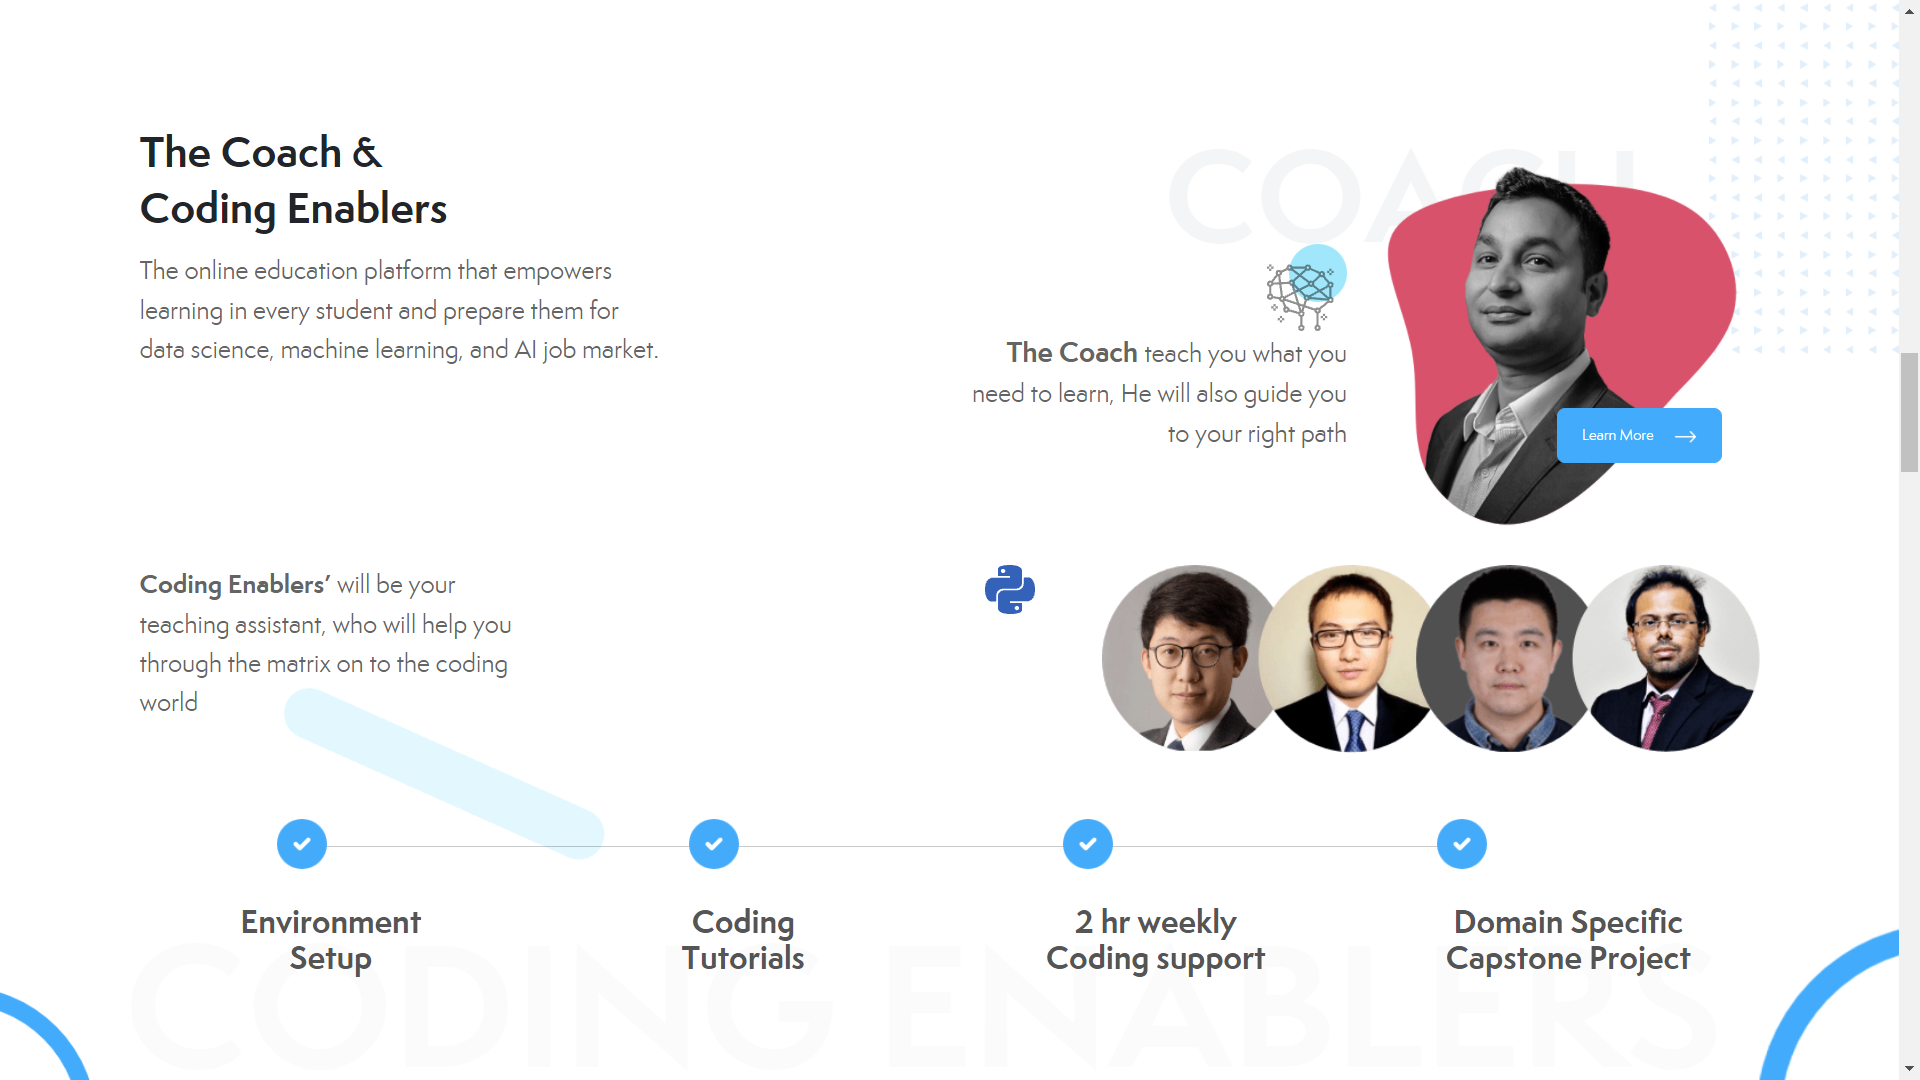 The Coach &
Coding Enablers
The online education platform that empowers
learning in every student and prepare them for
data science, machine learning, and AI job market.
COACH
The Coach teach you what you
need to learn, He will also guide you
to your right path
Learn More
Coding Enablers’ will be your
teaching assistant, who will help you
through the matrix on to the coding
world
Environment
Setup
Coding
Tutorials
2 hr weekly
Coding support
Domain Specific
Capstone Project
CODING ENABLERS